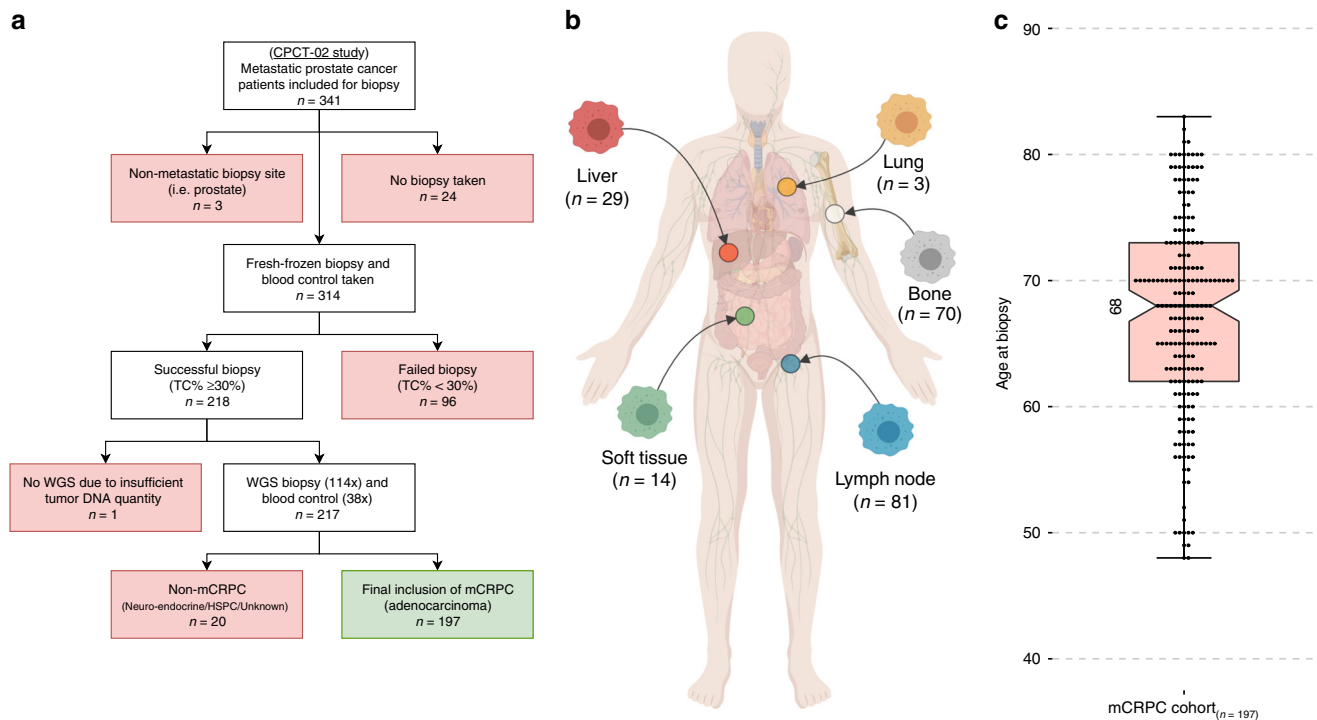 a
(CPCT-02 study)
Metastatic prostate cancer
patients included for biopsy
n = 341
Non-metastatic biopsy site
(i.e. prostate)
n = 3
No biopsy taken
n = 24
Fresh-frozen biopsy and
blood control taken
n = 314
Successful biopsy
(TC% ≥30%)
n = 218
Failed biopsy
(TC% < 30%)
n = 96
No WGS due to insufficient
tumor DNA quantity
n = 1
WGS biopsy (114x) and
blood control (38x)
n = 217
Non-mCRPC
(Neuro-endocrine/HSPC/Unknown)
n = 20
Final inclusion of mCRPC
(adenocarcinoma)
n = 197
b
Liver
(n = 29)
Lung
(n = 3)
Bone
(n = 70)
Soft tissue
(n = 14)
Lymph node
(n = 81)
c
Age at biopsy
90
80
70
60
50
40
68
mCRPC cohort(n = 197)